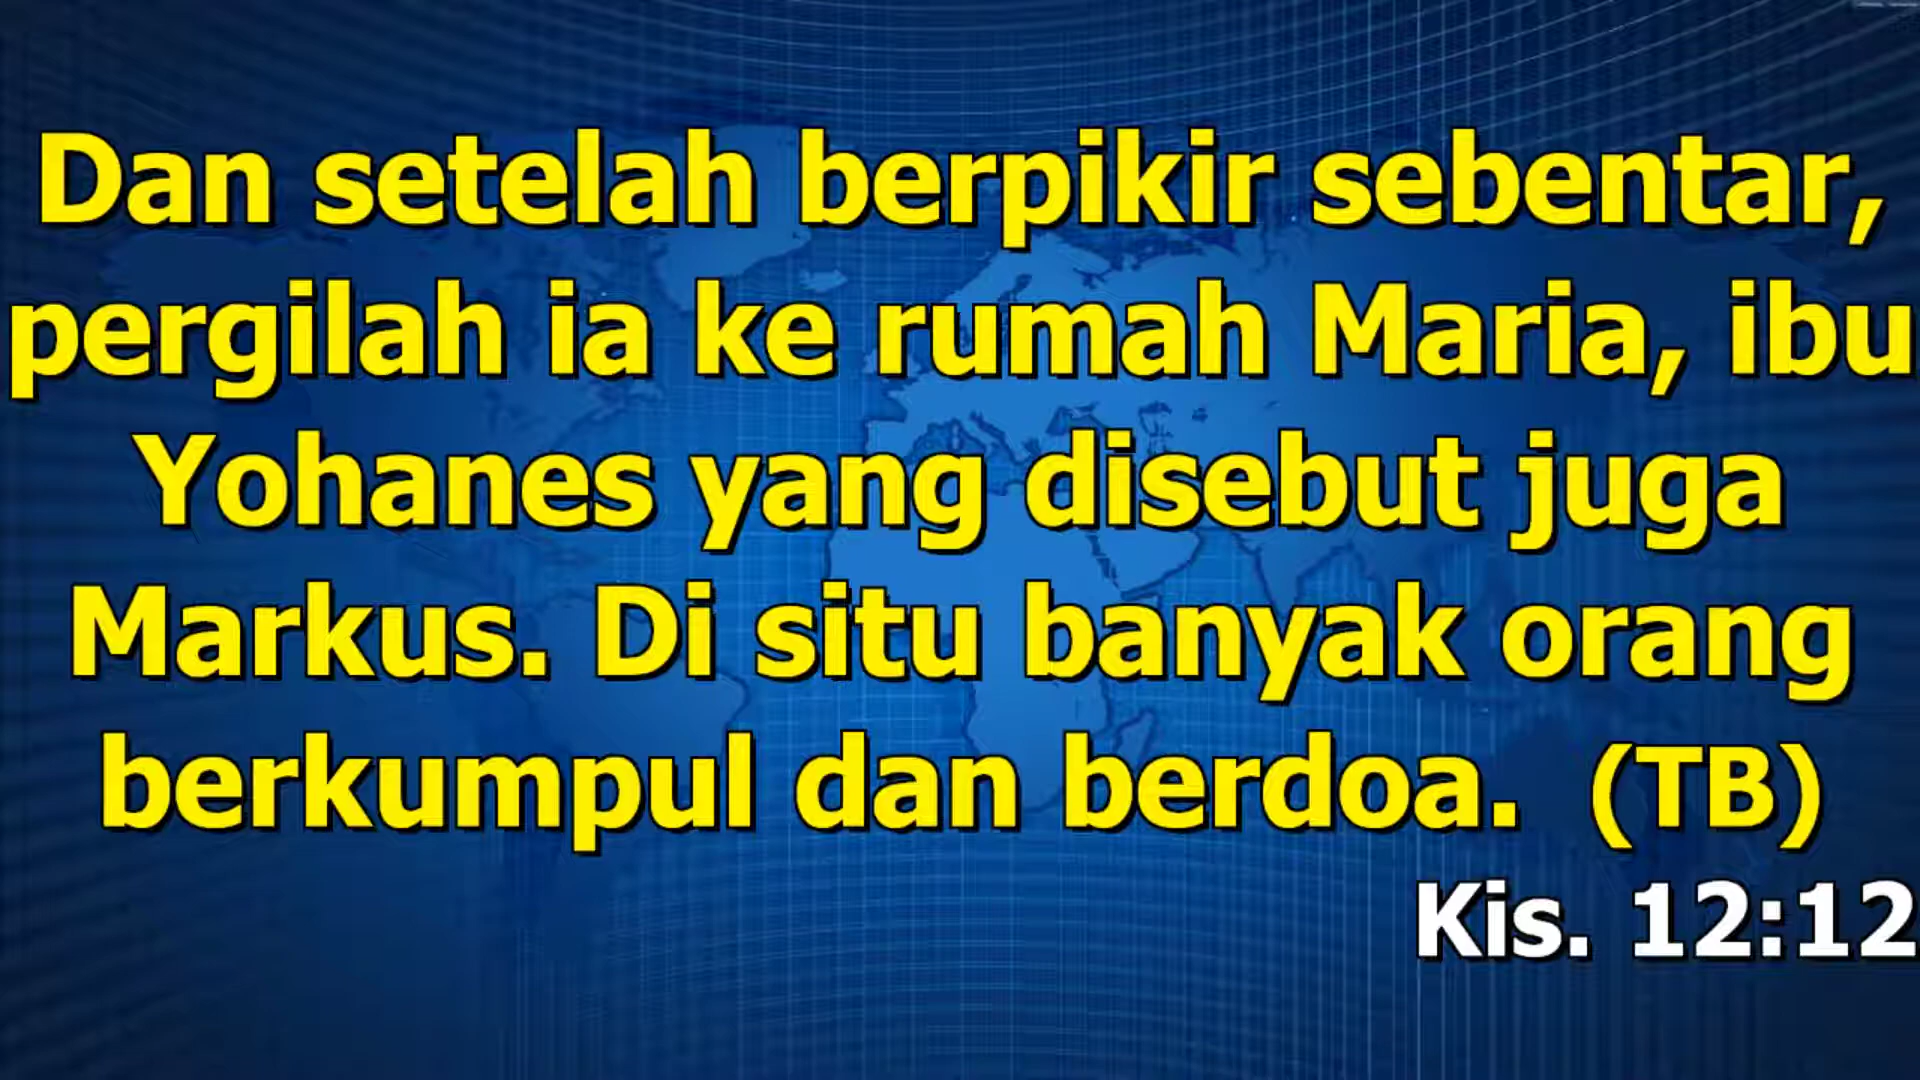 Dan setelah berpikir sebentar,
pergilah ia ke rumah Maria, ibu
Yohanes yang disebut juga
Markus. Di situ banyak orang
berkumpul dan berdoa. (TB)
Kis. 12:12